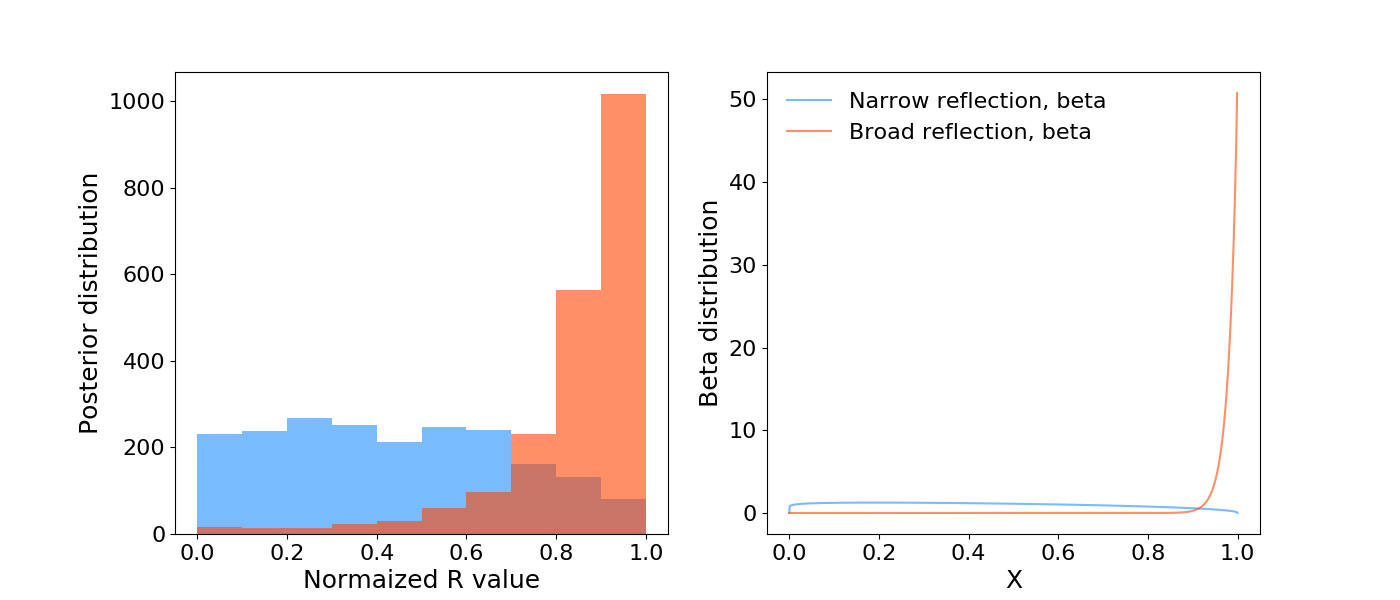 Posterior distribution
1000
800
600
400
200
0
0.0 0.2 0.4 0.6 0.8 1.0
Normaized R value
Beta distribution
50
40
30
20
10
0
Narrow reflection, beta
Broad reflection, beta
0.0 0.2 0.4 0.6 0.8 1.0
X